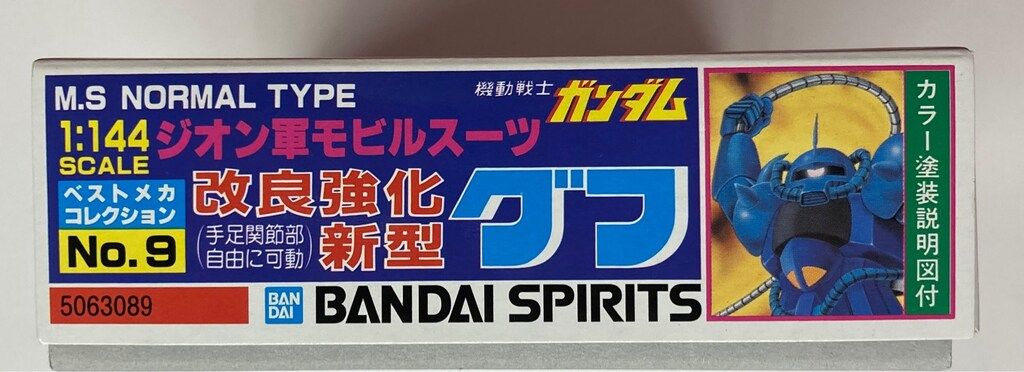 M.S NORMAL TYPE
機動戦士 ガンダム
1:144
SCALE
ジオン軍モビルスーツ
ベストメカ
コレクション
No.9
改良強化
(手足関節部
自由に可動)
新型
グフ
5063089
BAN
DAI
BANDAI SPIRITS
カラー塗装説明図付